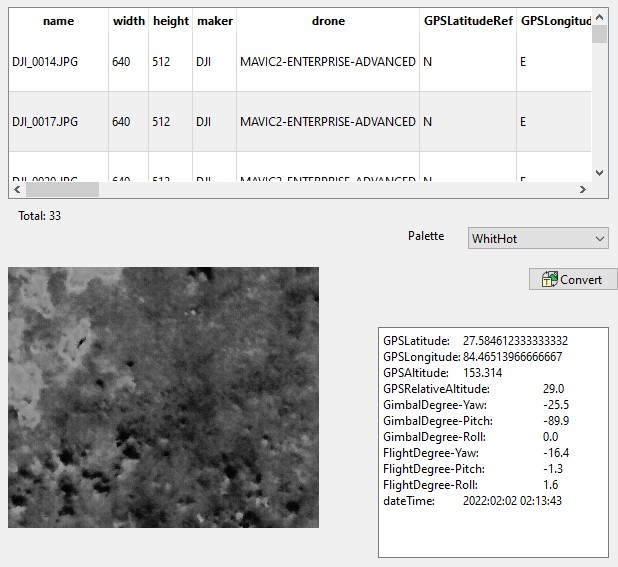 name width height maker drone GPSLatitudeRef GPSLongitud
DJI_0014.JPG 640 512 DJI MAVIC2-ENTERPRISE-ADVANCED N E
DJI_0017.JPG 640 512 DJI MAVIC2-ENTERPRISE-ADVANCED N E
DJI_0020.JPG 640 512 DJI MAVIC2-ENTERPRISE-ADVANCED N E
Total: 33
Palette WhitHot
Convert
GPSLatitude: 27.584612333333332
GPSLongitude: 84.46513966666667
GPSAltitude: 153.314
GPSRelativeAltitude: 29.0
GimbalDegree-Yaw: -25.5
GimbalDegree-Pitch: -89.9
GimbalDegree-Roll: 0.0
FlightDegree-Yaw: -16.4
FlightDegree-Pitch: -1.3
FlightDegree-Roll: 1.6
dateTime: 2022:02:02 02:13:43